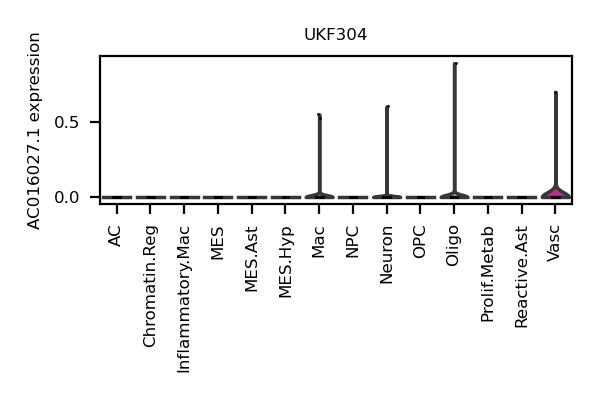 UKF304
AC016027.1 expression
0.5
0.0
AC
Chromatin.Reg
Inflammatory.Mac
MES
MES.Ast
MES.Hyp
Mac
NPC
Neuron
OPC
Oligo
Prolif.Metab
Reactive.Ast
Vasc